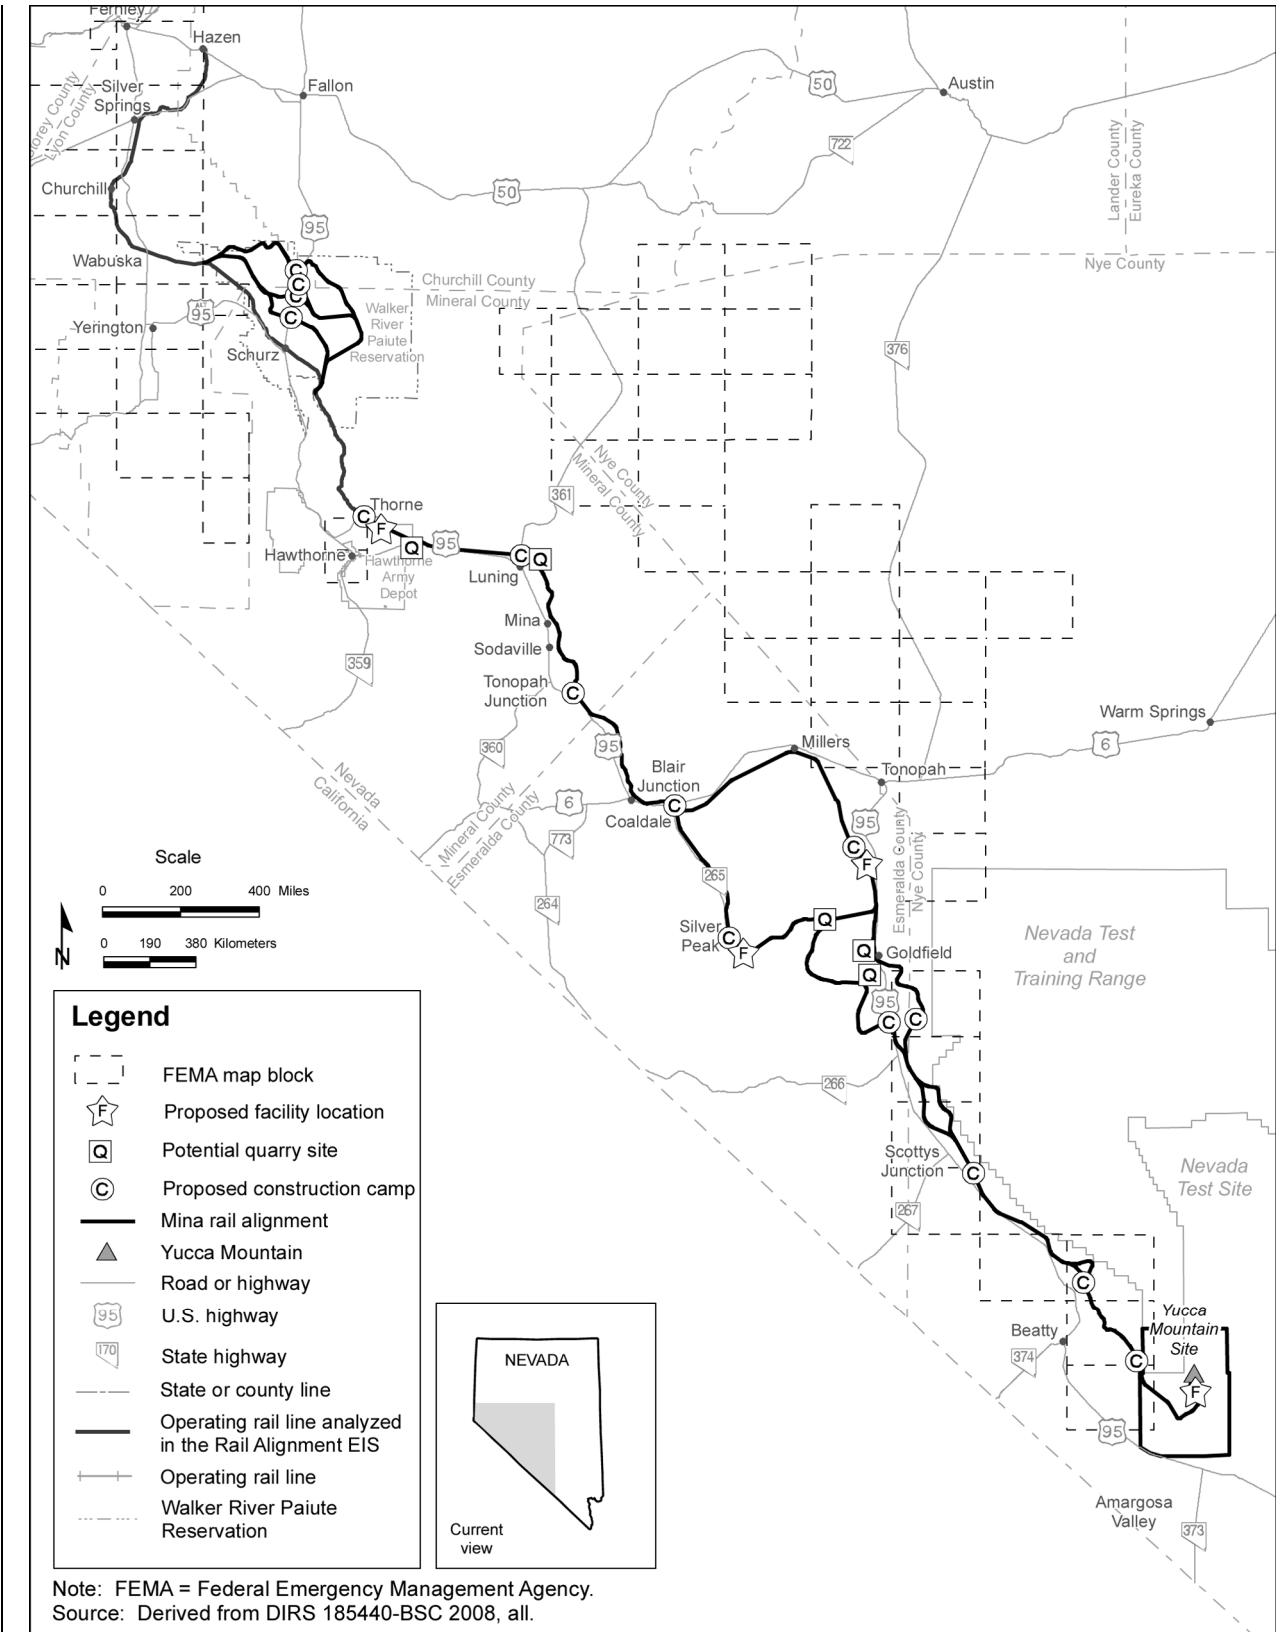 Fernley
Hazen
Silver
Springs
Fallon
50
Austin
722
Storey County
Lyon County
Lander County
Eureka County
Churchill
50
95
Wabuska
Churchill County
Mineral County
Nye County
C
C
C
C
ALT
95
Walker
River
Paiute
Reservation
Yerington
Schurz
376
Nye County
Mineral County
361
Thorne
C
F
Q
95
C
Q
Hawthorne
Hawthorne
Army
Depot
Luning
Mina
Sodaville
359
Tonopah
Junction
C
Warm Springs
6
360
95
Millers
Tonopah
Blair
Junction
Nevada
California
6
C
Coaldale
95
Mineral County
Esmeralda County
773
C
F
Esmeralda County
Nye County
265
264
Silver
Peak
C
F
Q
Q
Goldfield
Q
95
C
C
Nevada Test
and
Training Range
Scale
0 200 400 Miles
0 190 380 Kilometers
N
266
Scottys
Junction
C
267
Nevada
Test Site
C
Yucca
Mountain
Site
Beatty
374
C
F
95
Amargosa
Valley
373
Legend
FEMA map block
F Proposed facility location
Q Potential quarry site
C Proposed construction camp
Mina rail alignment
Yucca Mountain
Road or highway
95 U.S. highway
170 State highway
State or county line
Operating rail line analyzed
in the Rail Alignment EIS
Operating rail line
Walker River Paiute
Reservation
NEVADA
Current
view
Note: FEMA = Federal Emergency Management Agency.
Source: Derived from DIRS 185440-BSC 2008, all.